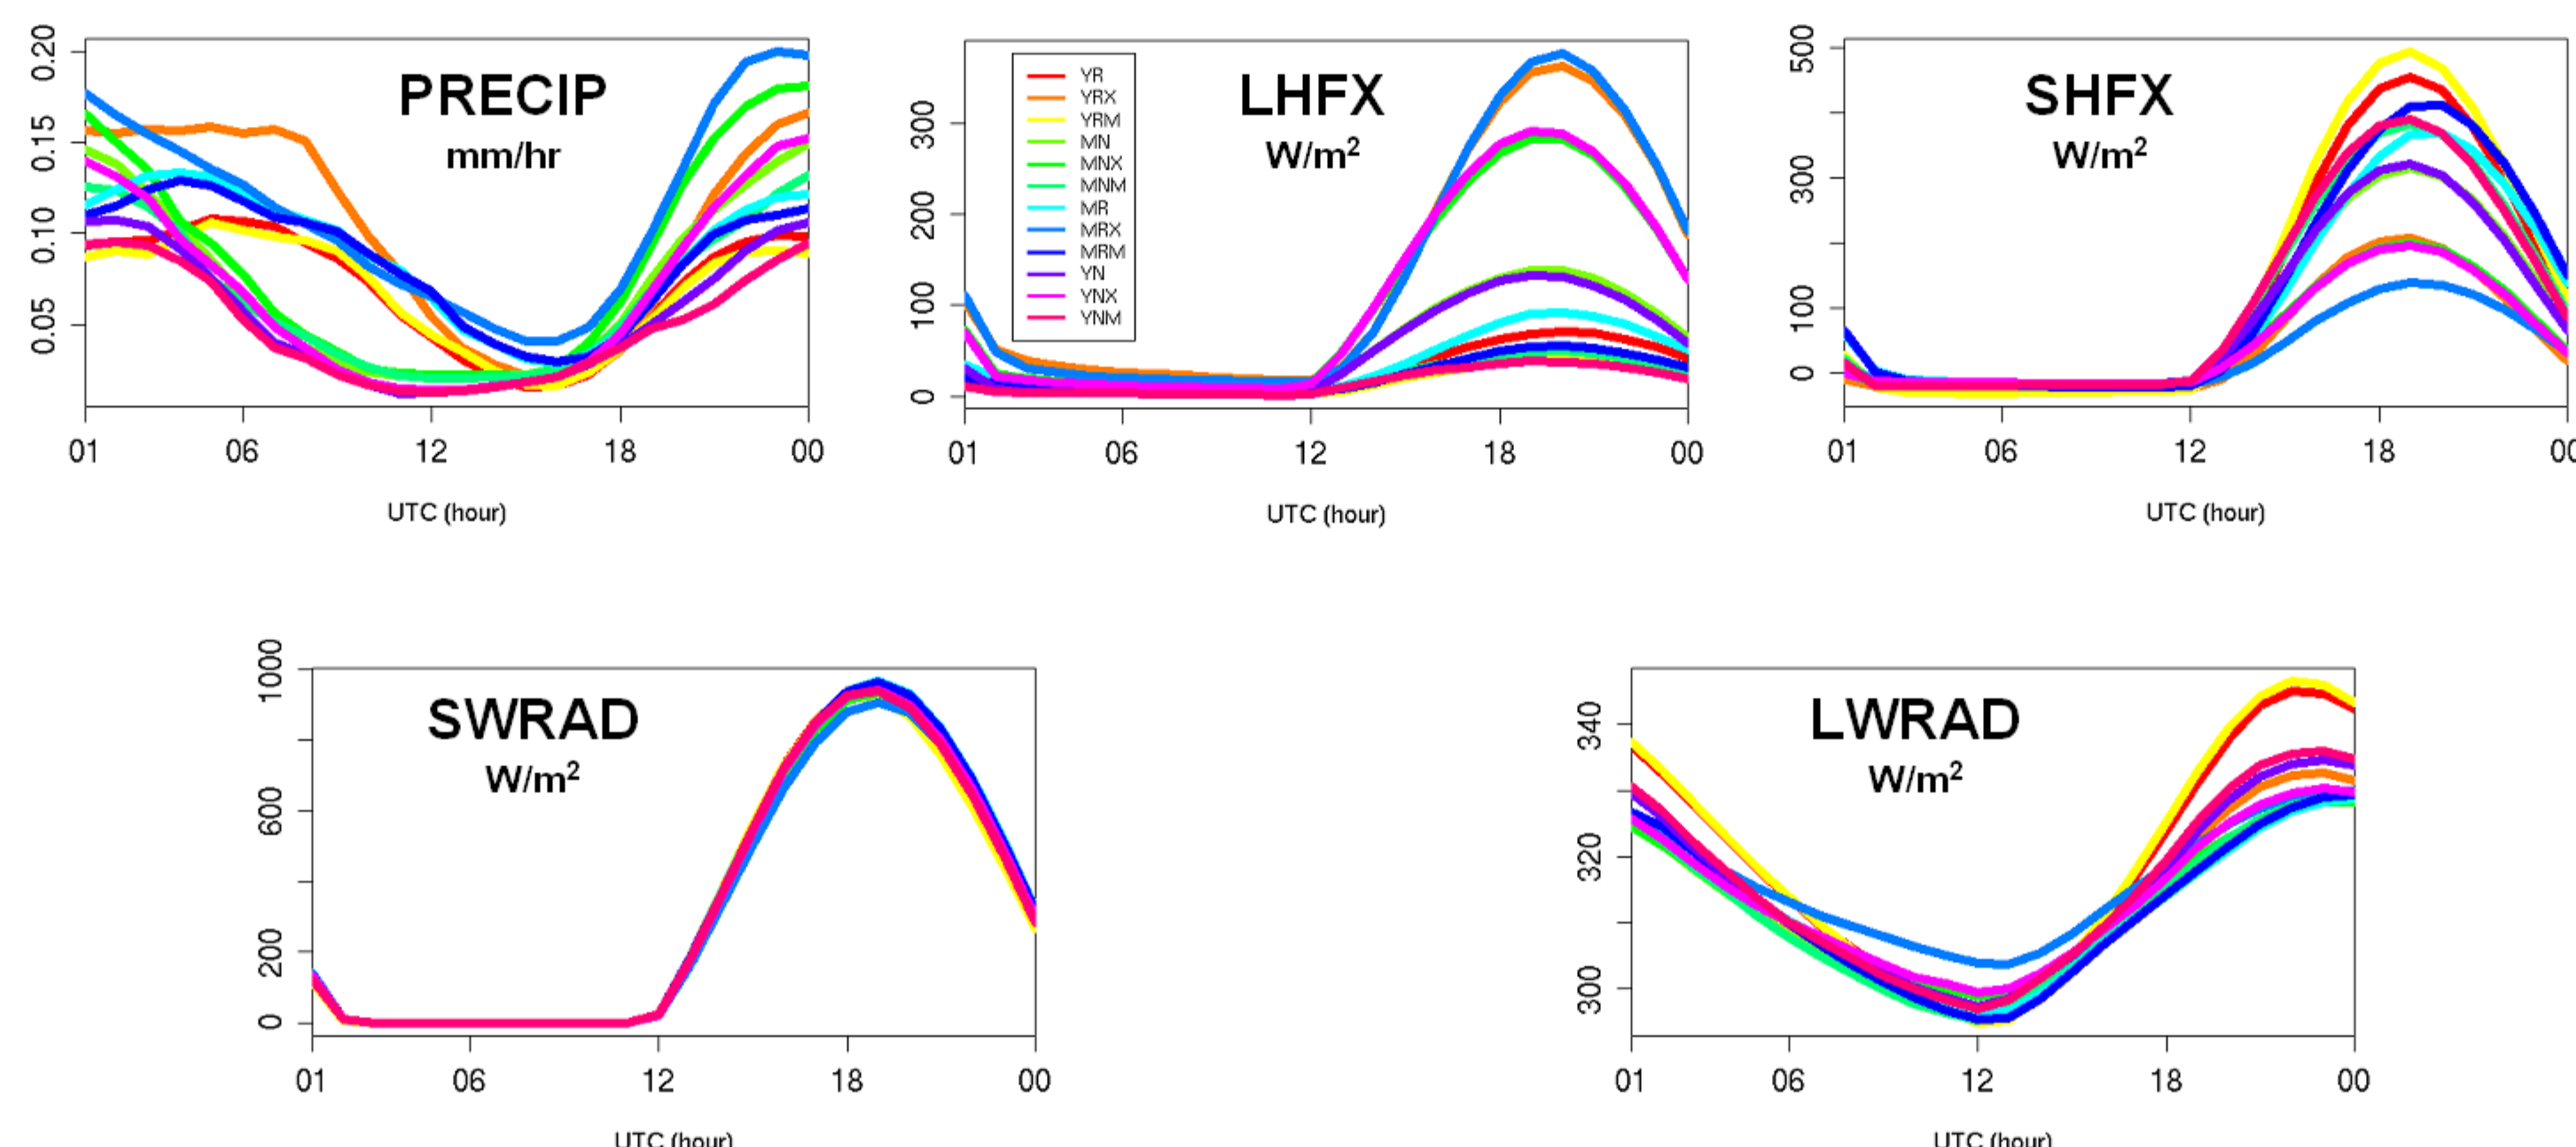 PRECIP
mm/hr
0.20
0.15
0.10
0.05
01 06 12 18 00
UTC (hour)
LHFX
W/m²
300
200
100
0
YR
YRX
YRM
MN
MNX
MNM
MR
MRX
MRM
YN
YNX
YNM
01 06 12 18 00
UTC (hour)
SHFX
W/m²
500
300
100
0
01 06 12 18 00
UTC (hour)
SWRAD
W/m²
1000
600
200
0
01 06 12 18 00
UTC (hour)
LWRAD
W/m²
340
320
300
01 06 12 18 00
UTC (hour)